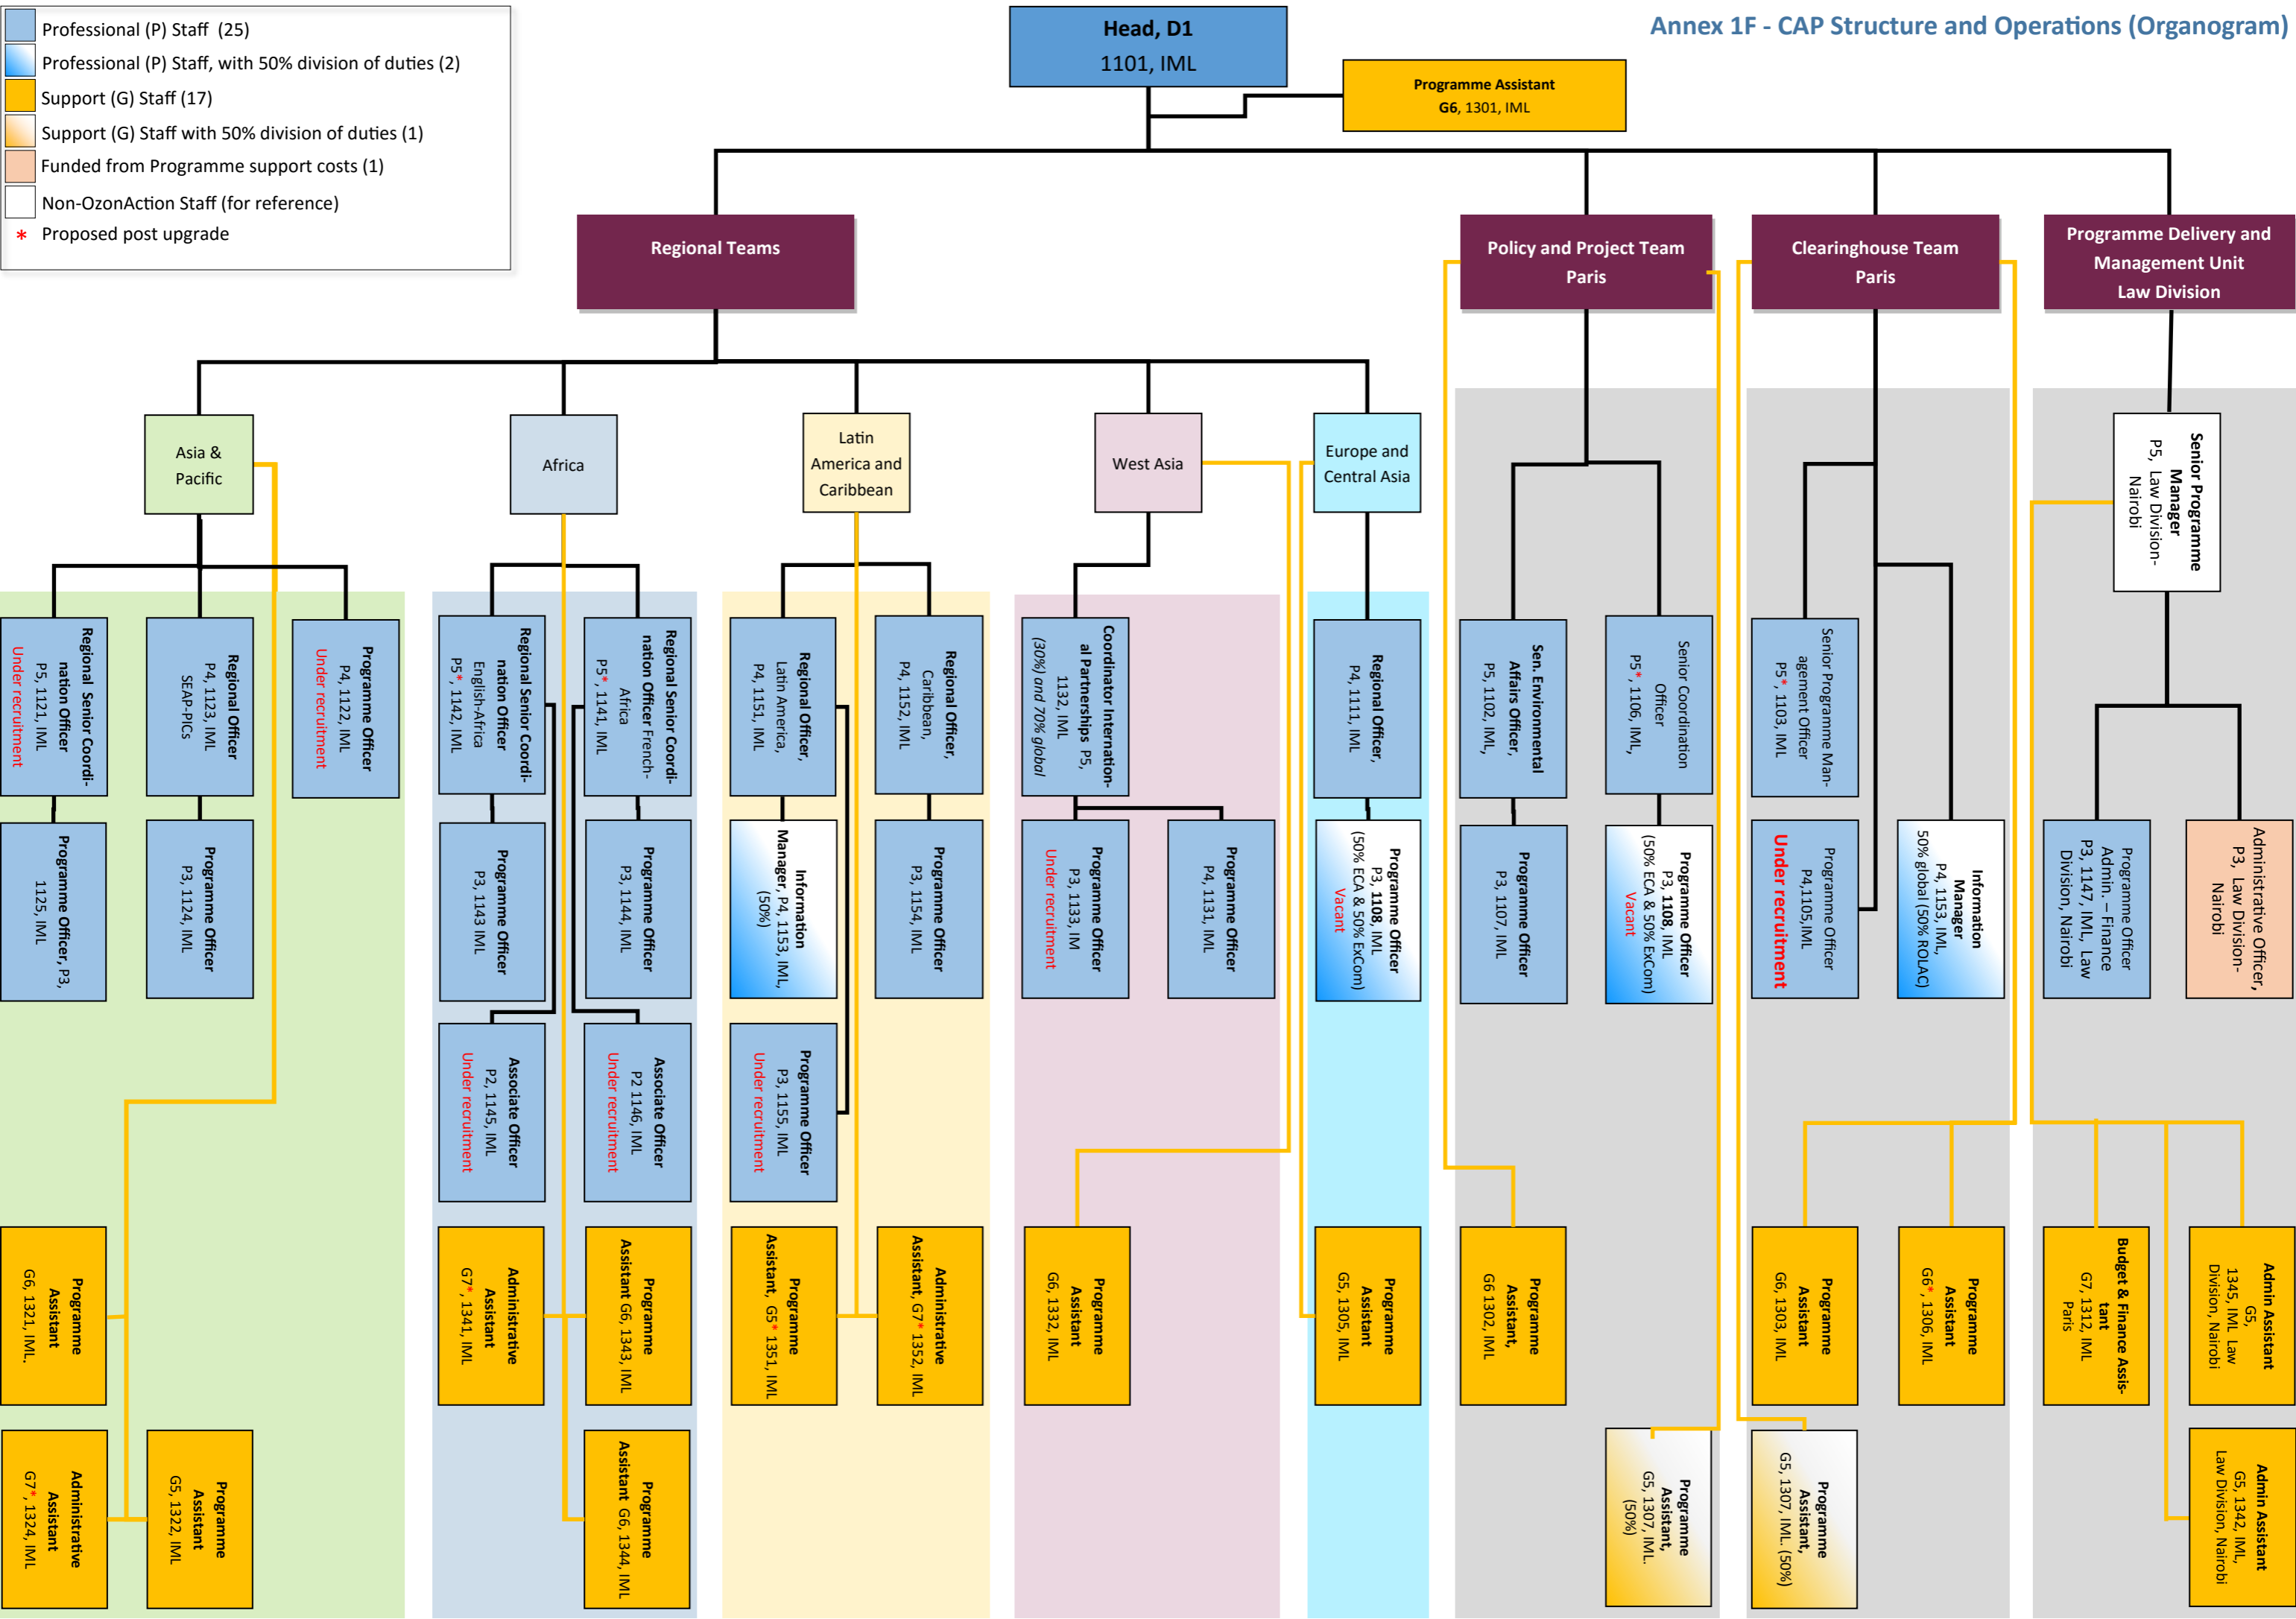 Professional (P) Staff (25)
Professional (P) Staff, with 50% division of duties (2)
Support (G) Staff (17)
Support (G) Staff with 50% division of duties (1)
Funded from Programme support costs (1)
Non-OzonAction Staff (for reference)
* Proposed post upgrade
Head, D1
1101, IML
Annex 1F - CAP Structure and Operations (Organogram)
Programme Assistant
G6, 1301, IML
Regional Teams
Policy and Project Team
Paris
Clearinghouse Team
Paris
Programme Delivery and
Management Unit
Law Division
Asia &
Pacific
Africa
Latin
America and
Caribbean
West Asia
Europe and
Central Asia
Senior Programme
Manager
P5, Law Division-
Nairobi
Regional Senior Coordi-
nation Officer
P5, 1121, IML
Under recruitment
Regional Officer
P4, 1123, IML
SEAP-PICs
Programme Officer
P4, 1122, IML
Under recruitment
Regional Senior Coordi-
nation Officer
English-Africa
P5*, 1142, IML
Regional Senior Coordi-
nation Officer French-
Africa
P5*, 1141, IML
Regional Officer,
Latin America,
P4, 1151, IML
Regional Officer,
Caribbean,
P4, 1152, IML
Coordinator Internation-
al Partnerships P5,
1132, IML
(30%) and 70% global
Regional Officer,
P4, 1111, IML
Sen. Environmental
Affairs Officer,
P5, 1102, IML,
Senior Coordination
Officer
P5*, 1106, IML,
Senior Programme Man-
agement Officer
P5*, 1103, IML
Programme Officer, P3,
1125, IML
Programme Officer
P3, 1124, IML
Programme Officer
P3, 1143 IML
Programme Officer
P3, 1144, IML
Information
Manager, P4, 1153, IML,
(50%)
Programme Officer
P3, 1154, IML
Programme Officer
P3, 1133, IM
Under recruitment
Programme Officer
P4, 1131, IML
Programme Officer
P3, 1108, IML
(50% ECA & 50% ExCom)
Vacant
Programme Officer
P3, 1107, IML
Programme Officer
P3, 1108, IML
(50% ECA & 50% ExCom)
Vacant
Programme Officer
P4,1105,IML
Under recruitment
Information
Manager
P4, 1153, IML,
50% global (50% ROLAC)
Programme Officer
Admin. – Finance
P3, 1147, IML, Law
Division, Nairobi
Administrative Officer,
P3, Law Division-
Nairobi
Associate Officer
P2, 1145, IML
Under recruitment
Associate Officer
P2 1146, IML
Under recruitment
Programme Officer
P3, 1155, IML
Under recruitment
Programme
Assistant
G6, 1321, IML.
Administrative
Assistant
G7*, 1341, IML
Programme
Assistant G6, 1343, IML
Programme
Assistant, G5* 1351, IML
Administrative
Assistant, G7* 1352, IML
Programme
Assistant
G6, 1332, IML
Programme
Assistant
G5, 1305, IML
Programme
Assistant,
G6 1302, IML
Programme
Assistant
G6, 1303, IML
Programme
Assistant
G6*, 1306, IML
Budget & Finance Assis-
tant
G7, 1312, IML
Paris
Admin Assistant
G5,
1345, IML Law
Division, Nairobi
Administrative
Assistant
G7*, 1324, IML
Programme
Assistant
G5, 1322, IML
Programme
Assistant G6, 1344, IML
Programme
Assistant,
G5, 1307, IML.
(50%)
Programme
Assistant,
G5, 1307, IML. (50%)
Admin Assistant
G5, 1342, IML,
Law Division, Nairobi